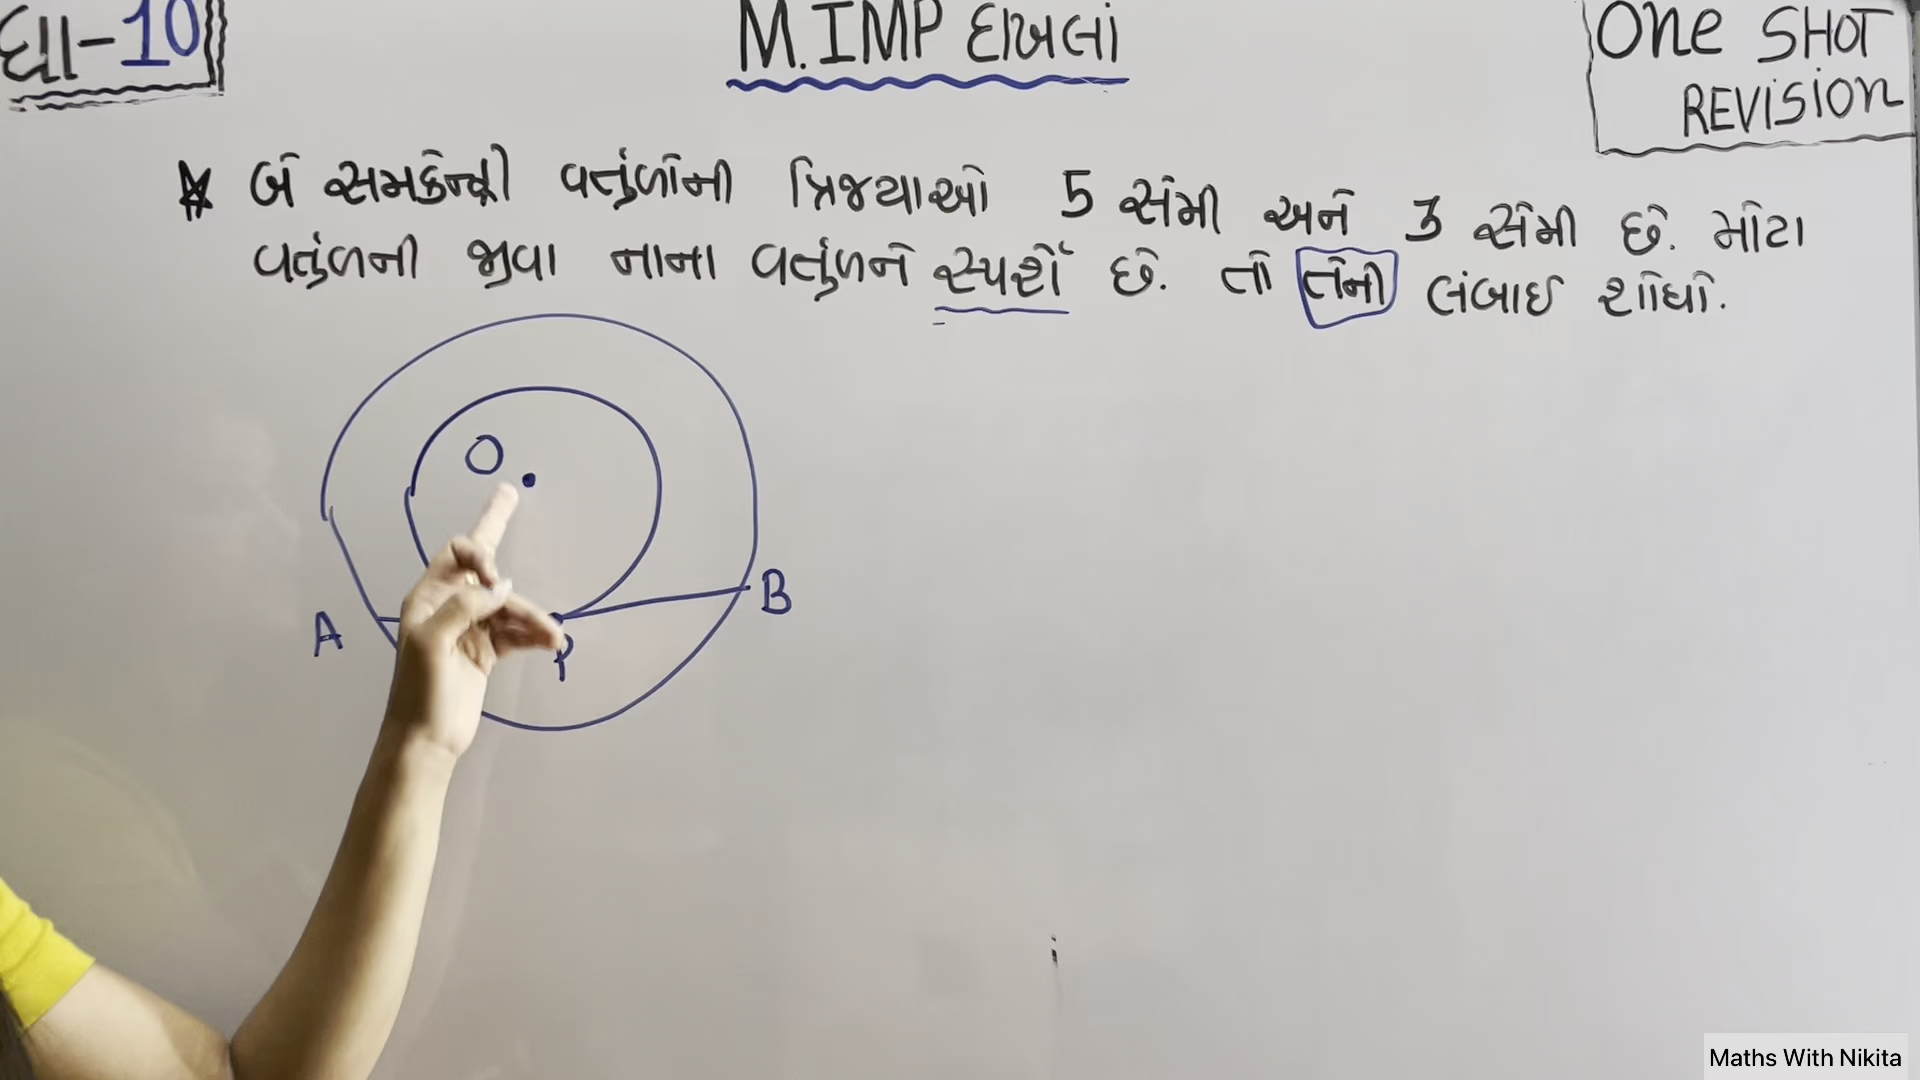 ધો-10
M.IMP દાખલાં
One SHOT
REVISION
બે સમકેન્દ્રી વર્તુળોની ત્રિજ્યાઓ 5 સેમી અને 3 સેમી છે. મોટા
વર્તુળની જીવા નાના વર્તુળને સ્પર્શે છે. તો તેની લંબાઈ શોધો.
O
A
B
P
Maths With Nikita